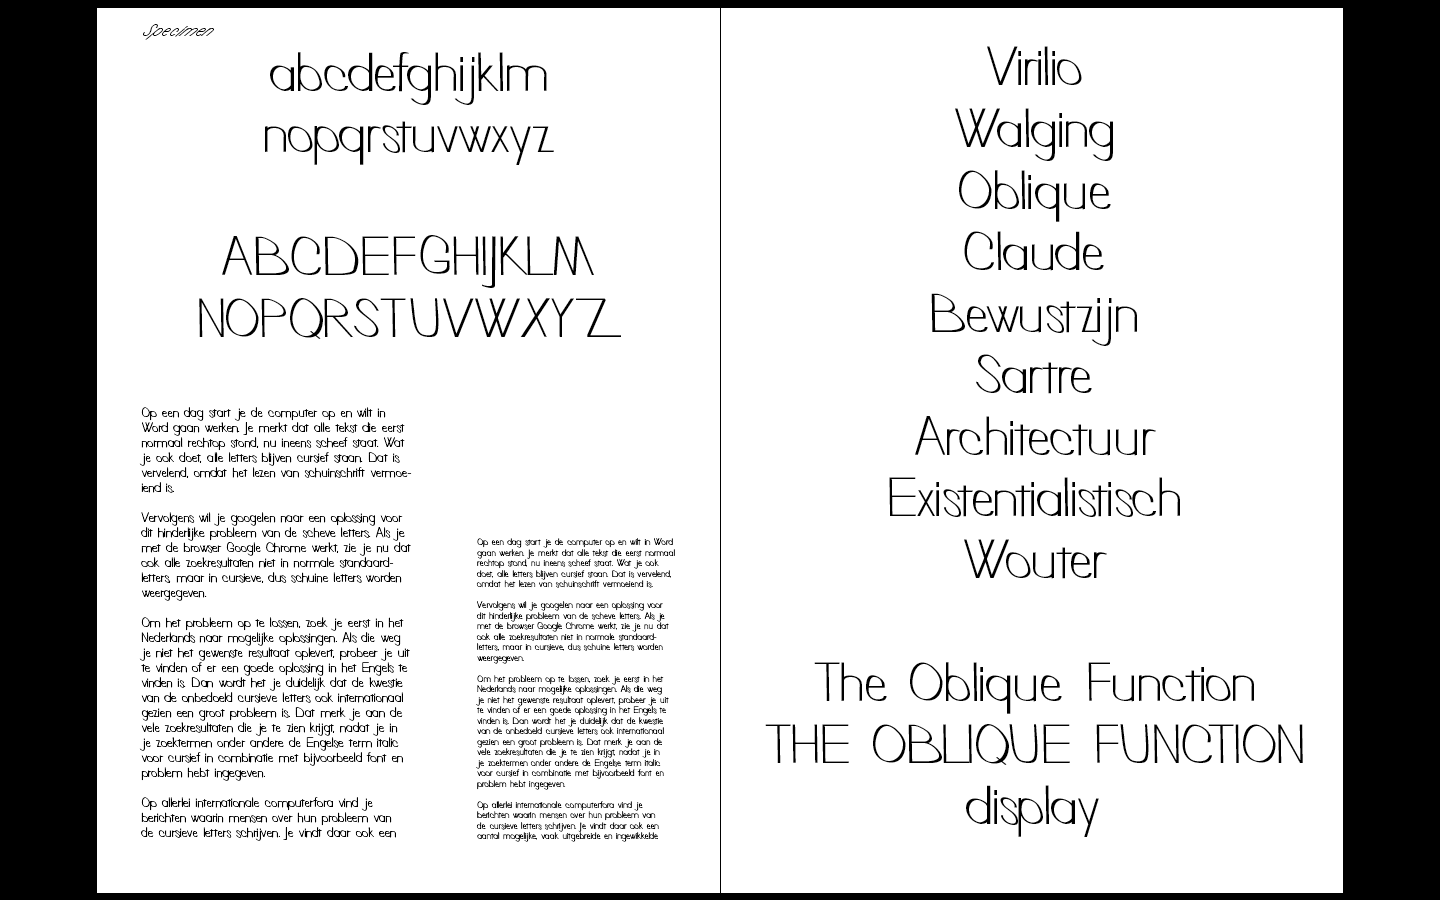 Specimen
abcdefghijklm
nopqrstuvwxyz
ABCDEFGHIJKLM
NOPQRSTUVWXYZ
Op een dag start je de computer op en wilt in
Word gaan werken. Je merkt dat alle tekst die eerst
normaal rechtop stond, nu ineens scheef staat. Wat
je ook doet, alle letters blijven cursief staan. Dat is
vervelend, omdat het lezen van schuinschrift vermoe-
iend is.
Vervolgens wil je googelen naar een oplossing voor
dit hinderlijke probleem van de scheve letters. Als je
met de browser Google Chrome werkt, zie je nu dat
ook alle zoekresultaten niet in normale standaard-
letters, maar in cursieve, dus schuine letters worden
weergegeven.
Om het probleem op te lossen, zoek je eerst in het
Nederlands naar mogelijke oplossingen. Als die weg
je niet het gewenste resultaat oplevert, probeer je uit
te vinden of er een goede oplossing in het Engels te
vinden is. Dan wordt het je duidelijk dat de kwestie
van de onbedoeld cursieve letters ook internationaal
gezien een groot probleem is. Dat merk je aan de
vele zoekresultaten die je te zien krijgt, nadat je in
je zoektermen onder andere de Engelse term italic
voor cursief in combinatie met bijvoorbeeld font en
problem hebt ingegeven.
Op allerlei internationale computerfora vind je
berichten waarin mensen over hun probleem van
de cursieve letters schrijven. Je vindt daar ook een
Op een dag start je de computer op en wilt in Word
gaan werken. Je merkt dat alle tekst die eerst normaal
rechtop stond, nu ineens scheef staat. Wat je ook
doet, alle letters blijven cursief staan. Dat is vervelend,
omdat het lezen van schuinschrift vermoeiend is.
Vervolgens wil je googelen naar een oplossing voor
dit hinderlijke probleem van de scheve letters. Als je
met de browser Google Chrome werkt, zie je nu dat
ook alle zoekresultaten niet in normale standaard-
letters, maar in cursieve, dus schuine letters worden
weergegeven.
Om het probleem op te lossen, zoek je eerst in het
Nederlands naar mogelijke oplossingen. Als die weg
je niet het gewenste resultaat oplevert, probeer je uit
te vinden of er een goede oplossing in het Engels te
vinden is. Dan wordt het je duidelijk dat de kwestie
van de onbedoeld cursieve letters ook internationaal
gezien een groot probleem is. Dat merk je aan de
vele zoekresultaten die je te zien krijgt, nadat je in
je zoektermen onder andere de Engelse term italic
voor cursief in combinatie met bijvoorbeeld font en
problem hebt ingegeven.
Op allerlei internationale computerfora vind je
berichten waarin mensen over hun probleem van
de cursieve letters schrijven. Je vindt daar ook een
aantal mogelijke, vaak uitgebreide en ingewikkelde
Virilio
Walging
Oblique
Claude
Bewustzijn
Sartre
Architectuur
Existentialistisch
Wouter
The Oblique Function
THE OBLIQUE FUNCTION
display